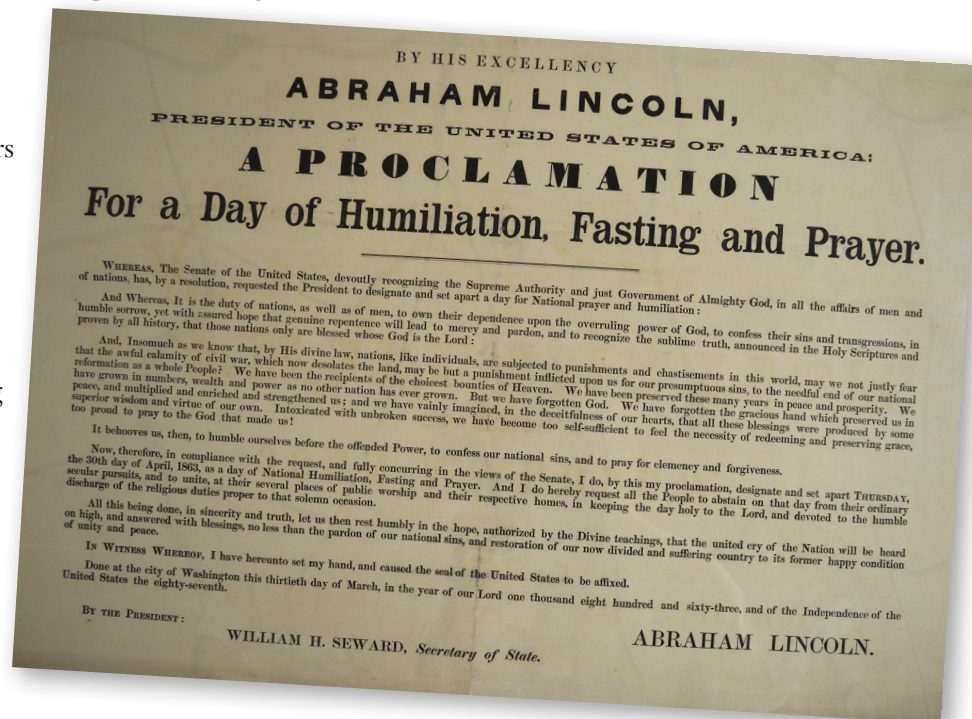 BY HIS EXCELLENCY
ABRAHAM LINCOLN,
PRESIDENT OF THE UNITED STATES OF AMERICA:
A PROCLAMATION
For a Day of Humiliation, Fasting and Prayer.
WHEREAS, The Senate of the United States, devoutly recognizing the Supreme Authority and just Government of Almighty God, in all the affairs of men and
of nations, has, by a resolution, requested the President to designate and set apart a day for National prayer and humiliation:
And Whereas, It is the duty of nations, as well as of men, to own their dependence upon the overruling power of God, to confess their sins and transgressions, in
humble sorrow, yet with assured hope that genuine repentence will lead to mercy and pardon, and to recognize the sublime truth, announced in the Holy Scriptures and
proven by all history, that those nations only are blessed whose God is the Lord:
And, Insomuch as we know that, by His divine law, nations, like individuals, are subjected to punishments and chastisements in this world, may we not justly fear
that the awful calamity of civil war, which now desolates the land, may be but a punishment inflicted upon us for our presumptuous sins, to the needful end of our national
reformation as a whole People? We have been the recipients of the choicest bounties of Heaven. We have been preserved these many years in peace and prosperity. We
have grown in numbers, wealth and power as no other nation has ever grown. But we have forgotten God. We have forgotten the gracious hand which preserved us in
peace, and multiplied and enriched and strengthened us; and we have vainly imagined, in the deceitfulness of our hearts, that all these blessings were produced by some
superior wisdom and virtue of our own. Intoxicated with unbroken success, we have become too self-sufficient to feel the necessity of redeeming and preserving grace,
too proud to pray to the God that made us!
It behooves us, then, to humble ourselves before the offended Power, to confess our national sins, and to pray for clemency and forgiveness.
Now, therefore, in compliance with the request, and fully concurring in the views of the Senate, I do, by this my proclamation, designate and set apart THURSDAY,
the 30th day of April, 1863, as a day of National Humiliation, Fasting and Prayer. And I do hereby request all the People to abstain on that day from their ordinary
secular pursuits, and to unite, at their several places of public worship and their respective homes, in keeping the day holy to the Lord, and devoted to the humble
discharge of the religious duties proper to that solemn occasion.
All this being done, in sincerity and truth, let us then rest humbly in the hope, authorized by the Divine teachings, that the united cry of the Nation will be heard
on high, and answered with blessings, no less than the pardon of our national sins, and restoration of our now divided and suffering country to its former happy condition
of unity and peace.
IN WITNESS WHEREOF, I have hereunto set my hand, and caused the seal of the United States to be affixed.
Done at the city of Washington this thirtieth day of March, in the year of our Lord one thousand eight hundred and sixty-three, and of the Independence of the
United States the eighty-seventh.
BY THE PRESIDENT:
ABRAHAM LINCOLN.
WILLIAM H. SEWARD, Secretary of State.